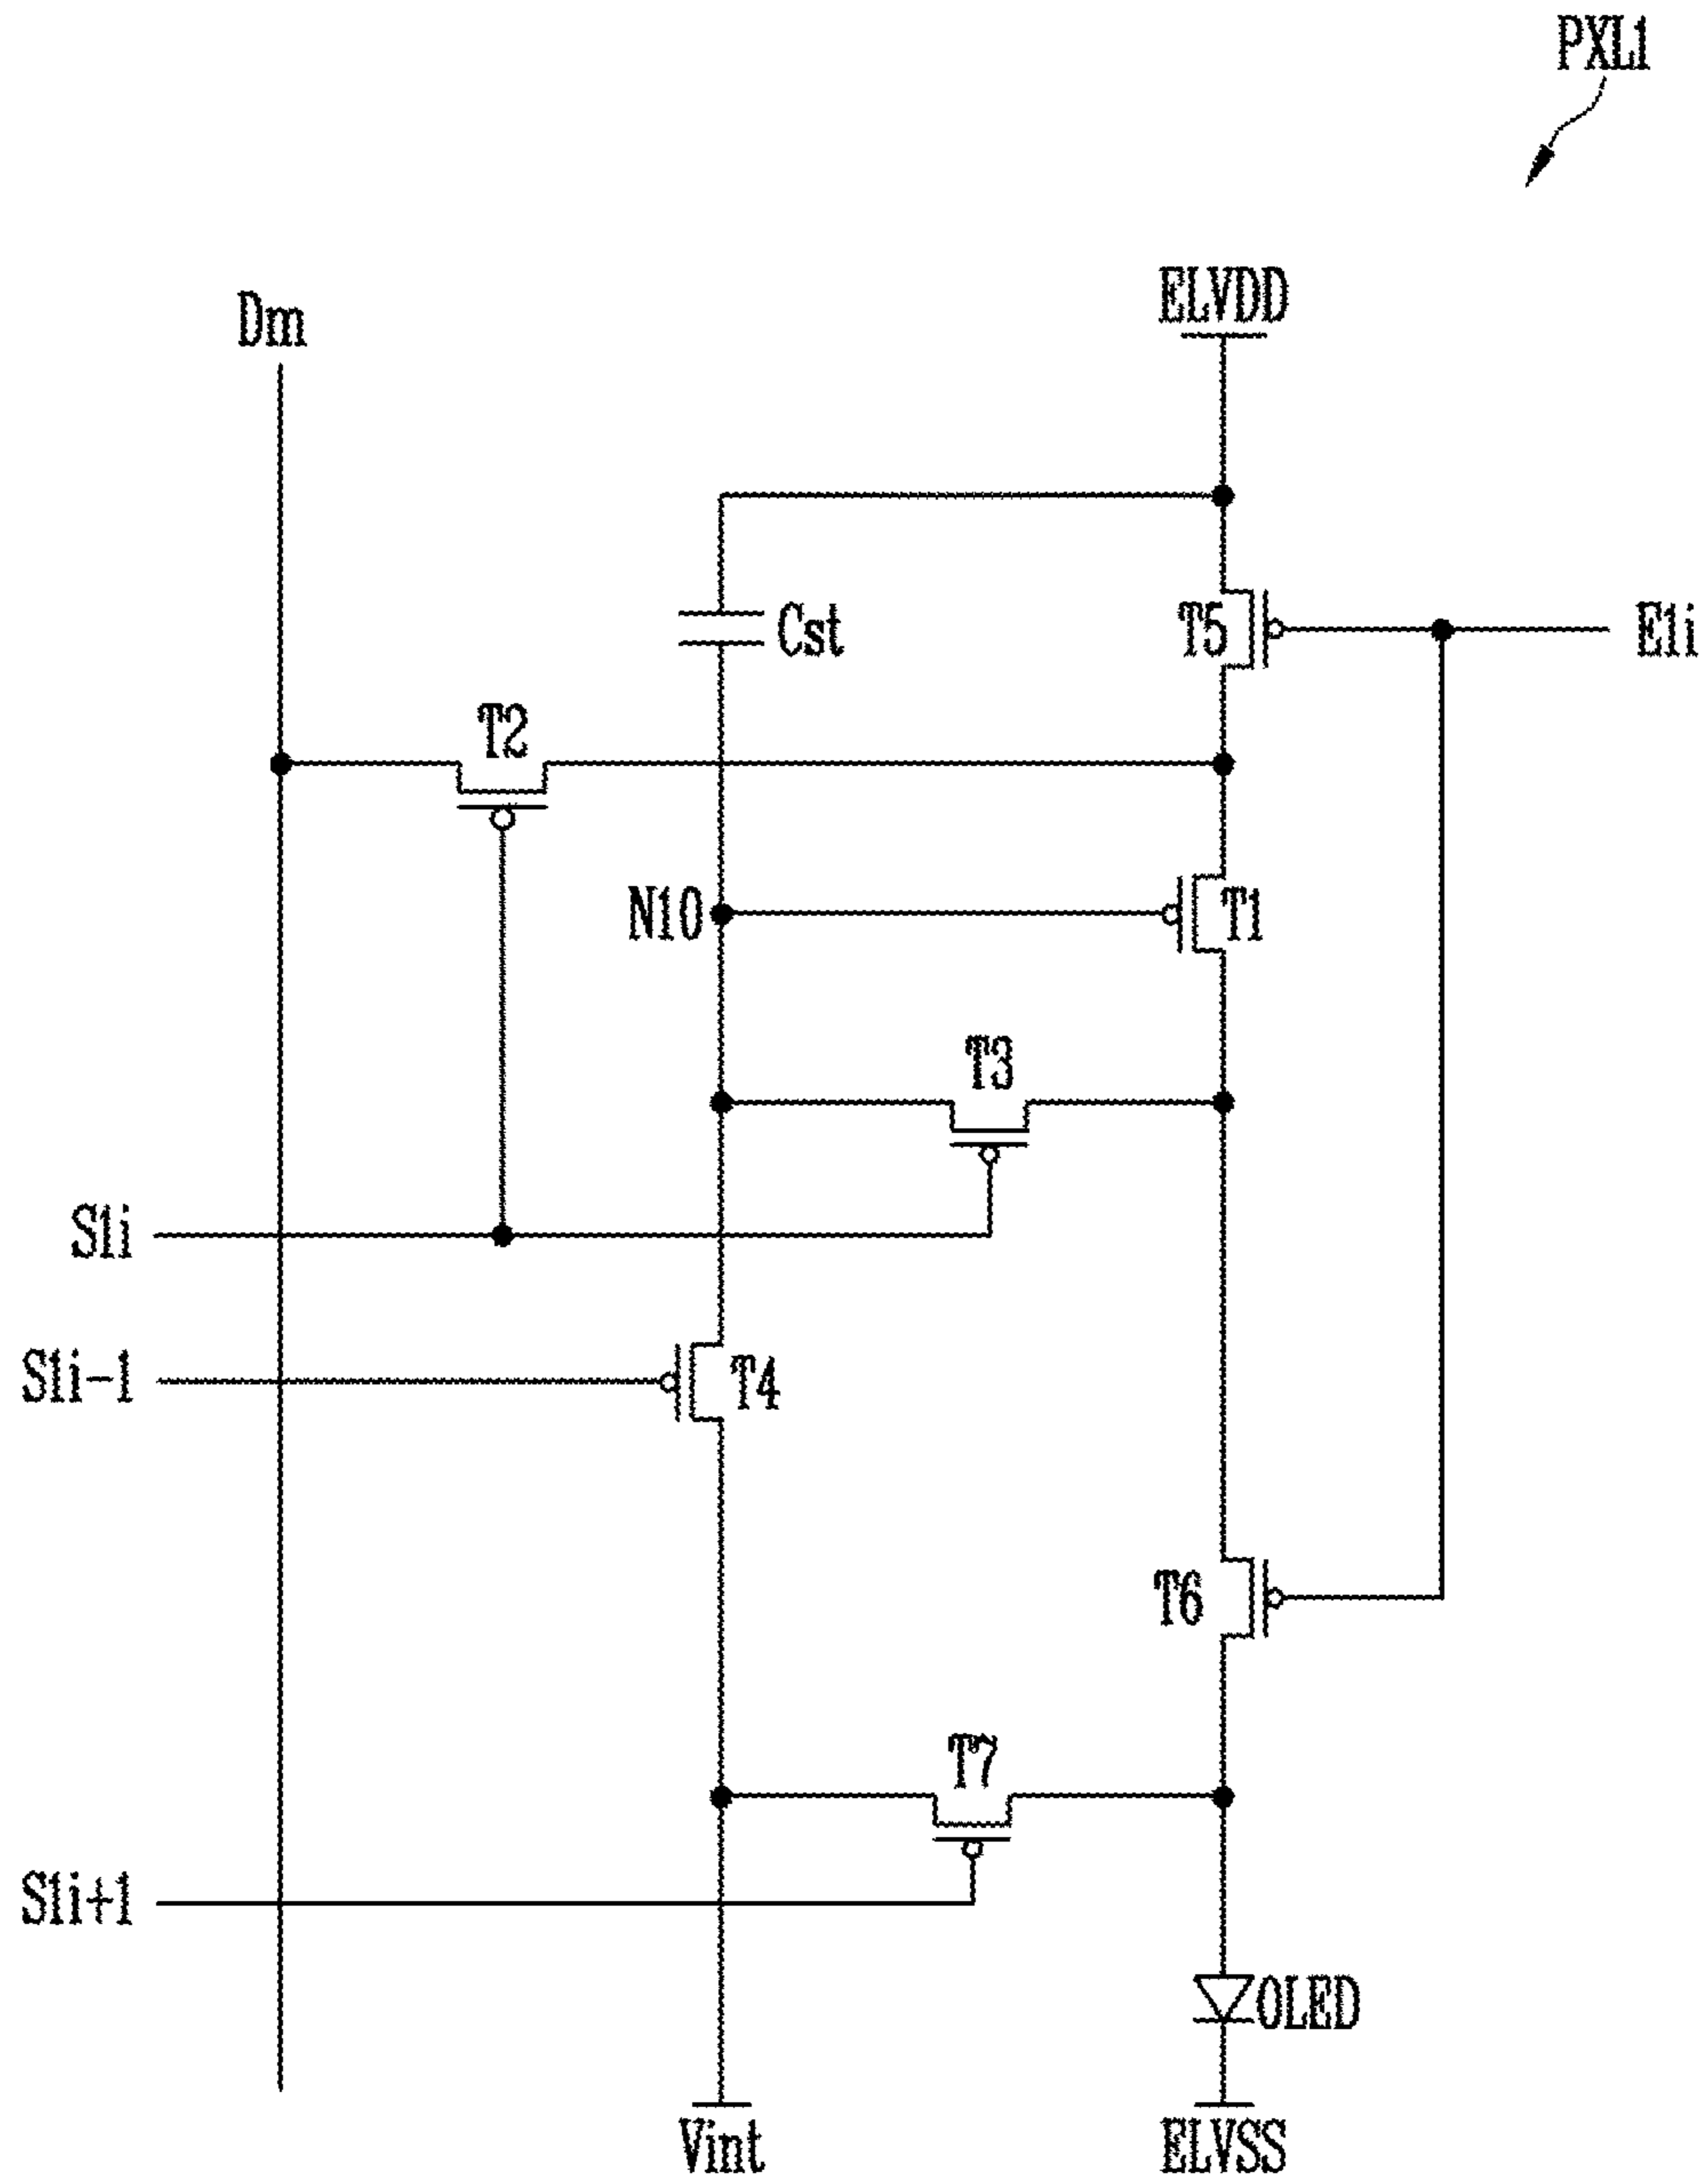 PXL1
ELVDD
Dm
Cst
T5
E1i
T2
N10
T1
T3
S1i
S1i-1
T4
T6
T7
S1i+1
OLED
Vint
ELVSS